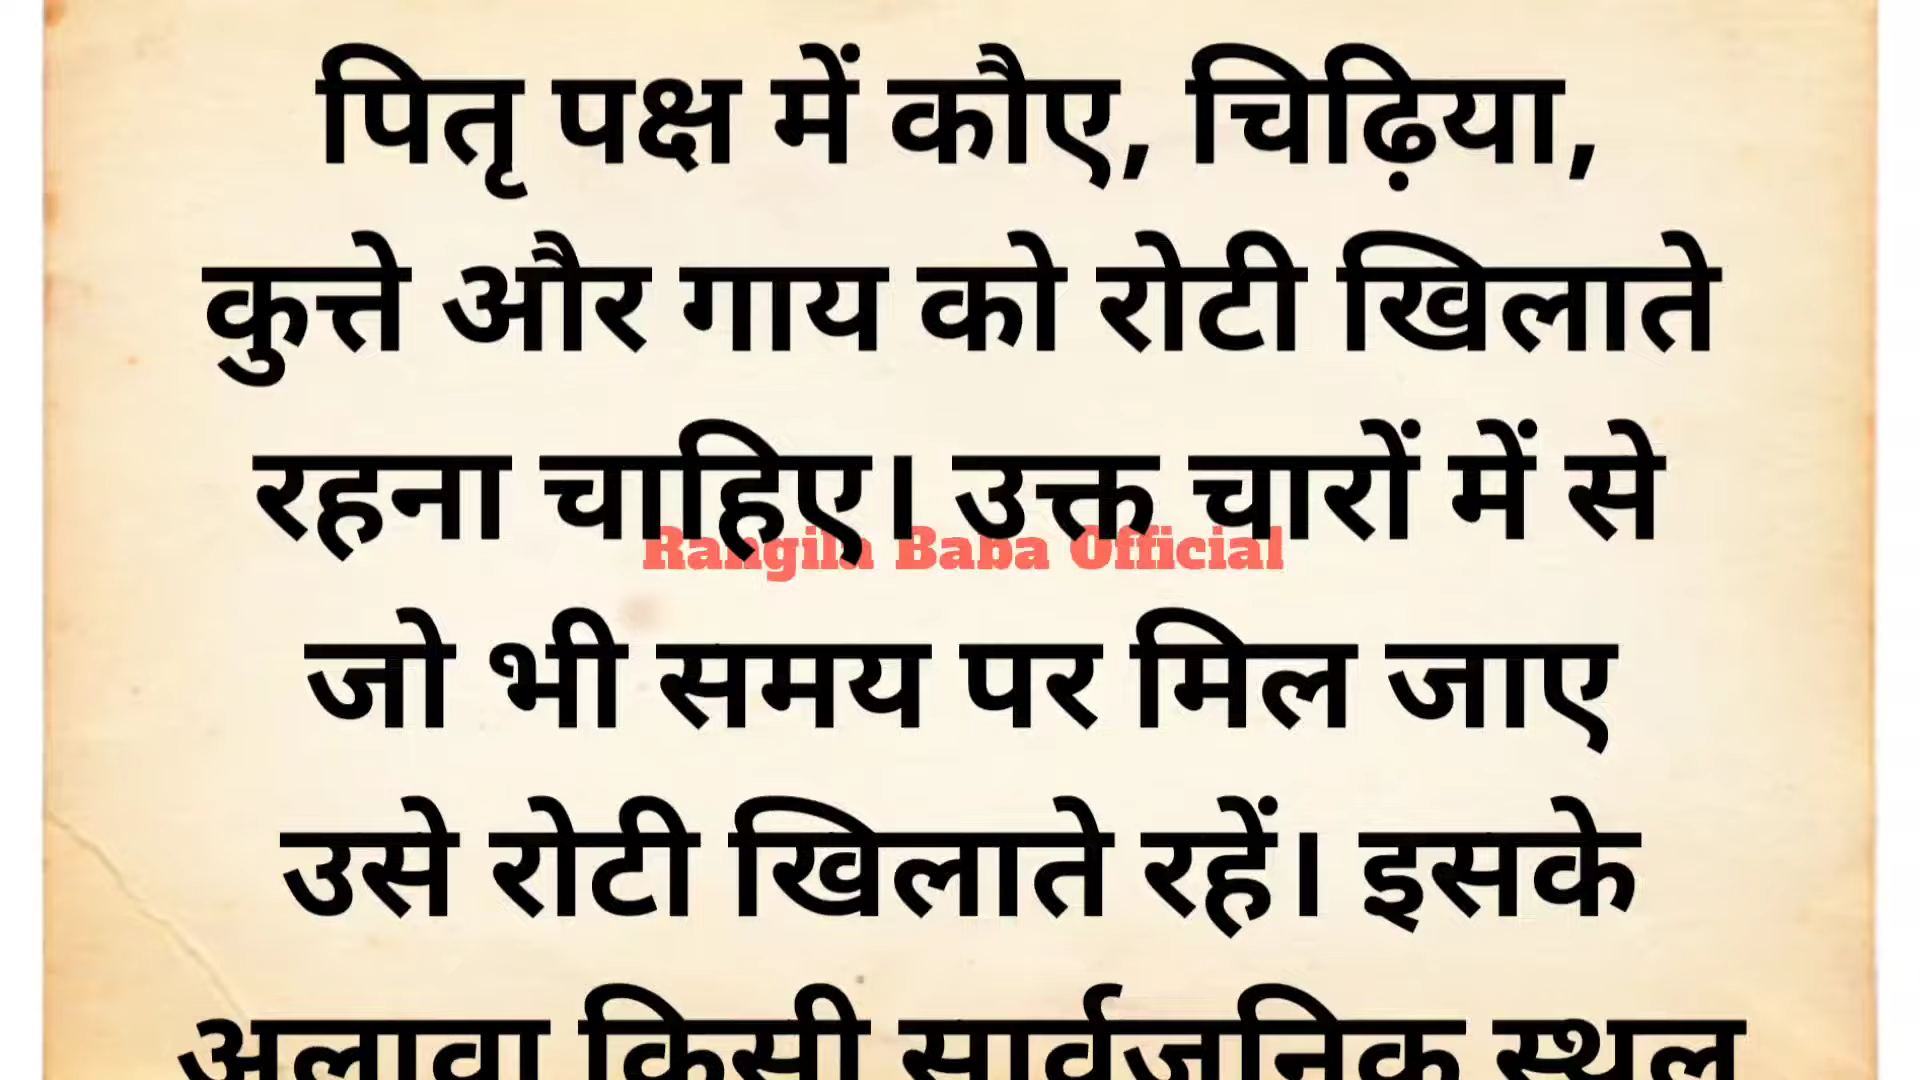 पितृ पक्ष में कौए, चिढ़िया,
कुत्ते और गाय को रोटी खिलाते
रहना चाहिए। उक्त चारों में से
Rangila Baba Official
जो भी समय पर मिल जाए
उसे रोटी खिलाते रहें। इसके
अलावा किसी सार्वजनिक स्थल